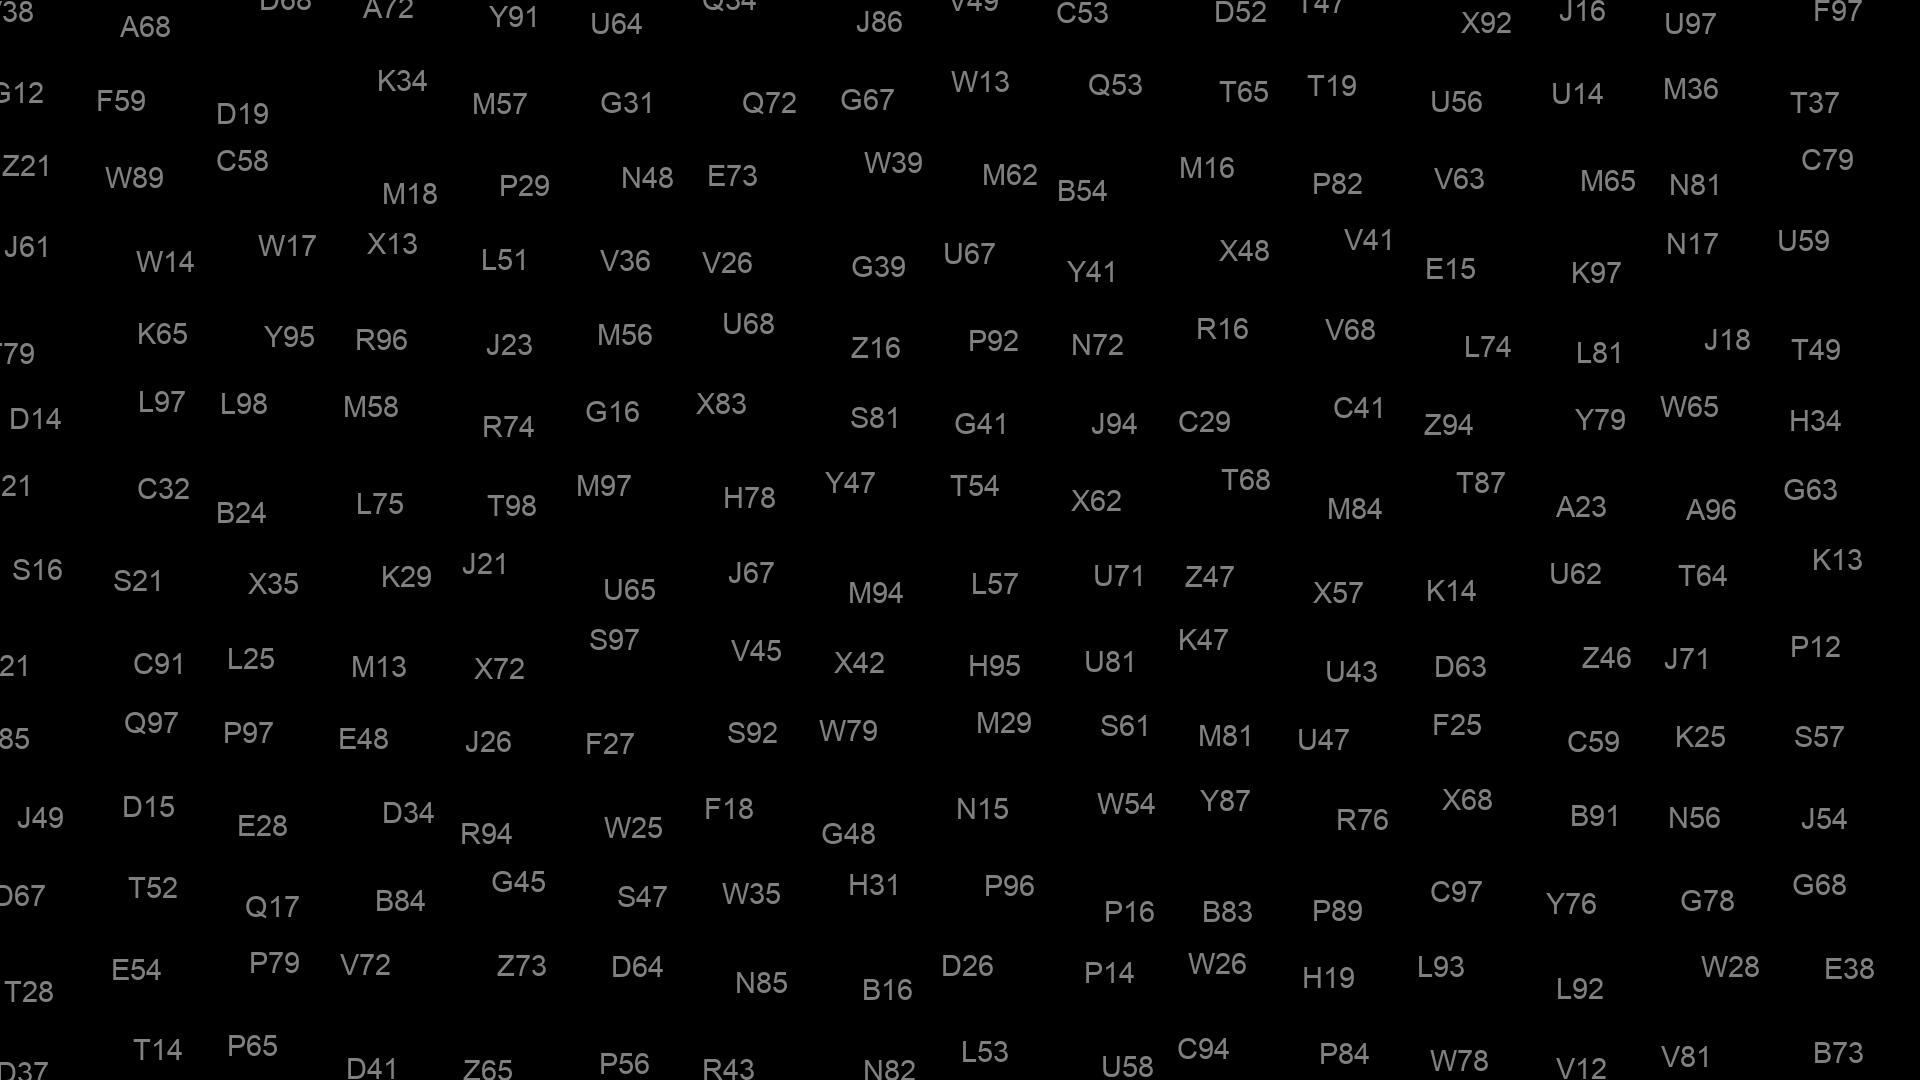 A68 D68 A72 Y91 U64 Q34 J86 V49 C53 D52 T47 X92 J16 U97 F97
G12 F59 D19 K34 M57 G31 Q72 G67 W13 Q53 T65 T19 U56 U14 M36 T37
Z21 W89 C58 M18 P29 N48 E73 W39 M62 B54 M16 P82 V63 M65 N81 C79
J61 W14 W17 X13 L51 V36 V26 G39 U67 Y41 X48 V41 E15 K97 N17 U59
K65 Y95 R96 J23 M56 U68 Z16 P92 N72 R16 V68 L74 L81 J18 T49
D14 L97 L98 M58 R74 G16 X83 S81 G41 J94 C29 C41 Z94 Y79 W65 H34
21 C32 B24 L75 T98 M97 H78 Y47 T54 X62 T68 M84 T87 A23 A96 G63
S16 S21 X35 K29 J21 U65 J67 M94 L57 U71 Z47 X57 K14 U62 T64 K13
21 C91 L25 M13 X72 S97 V45 X42 H95 U81 K47 U43 D63 Z46 J71 P12
85 Q97 P97 E48 J26 F27 S92 W79 M29 S61 M81 U47 F25 C59 K25 S57
J49 D15 E28 D34 R94 W25 F18 G48 N15 W54 Y87 R76 X68 B91 N56 J54
D67 T52 Q17 B84 G45 S47 W35 H31 P96 P16 B83 P89 C97 Y76 G78 G68
T28 E54 P79 V72 Z73 D64 N85 B16 D26 P14 W26 H19 L93 L92 W28 E38
D37 T14 P65 D41 Z65 P56 R43 N82 L53 U58 C94 P84 W78 V12 V81 B73